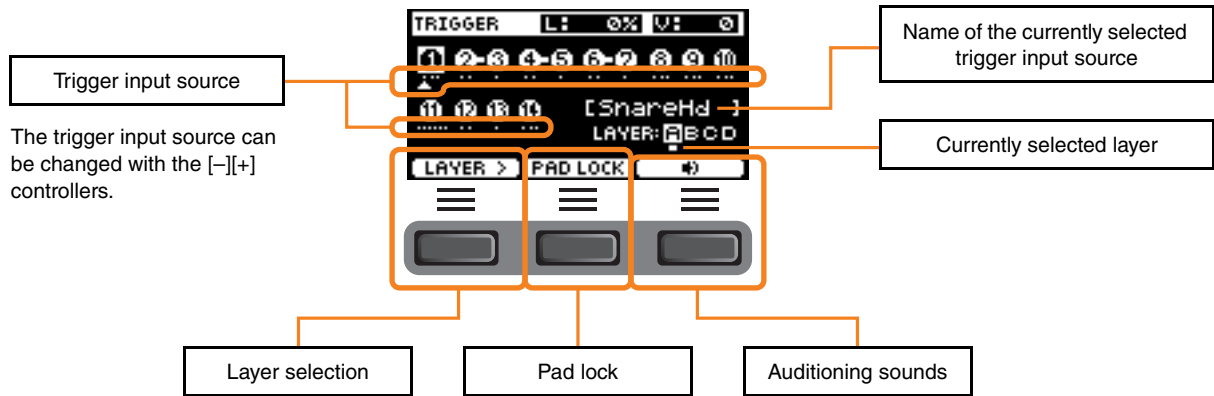 TRIGGER L: 0% V: 0
① ②-③ ④-⑤ ⑥-⑦ ⑧ ⑨ ⑩
⑪ ⑫ ⑬ ⑭ [SnareHd ]
LAYER: A B C D
LAYER > PAD LOCK
Trigger input source
The trigger input source can
be changed with the [–][+]
controllers.
Name of the currently selected
trigger input source
Currently selected layer
Layer selection
Pad lock
Auditioning sounds